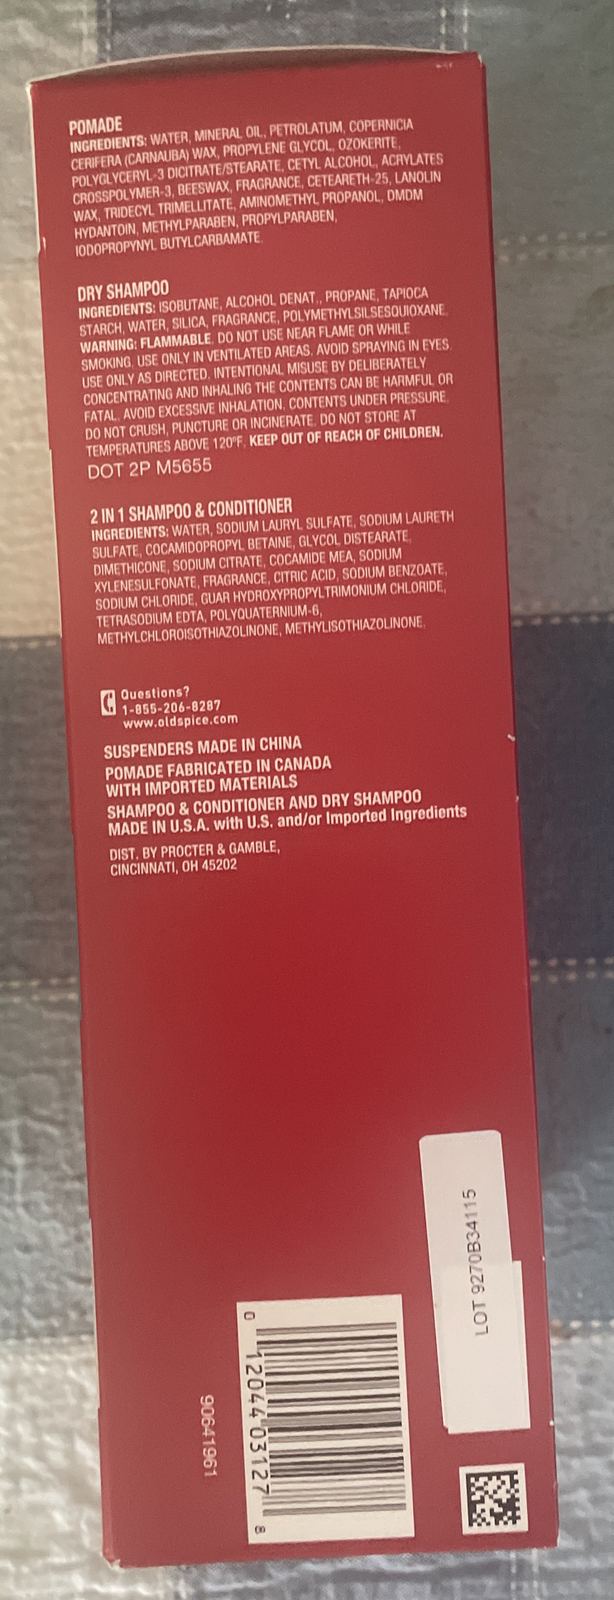 POMADE
INGREDIENTS: WATER, MINERAL OIL, PETROLATUM, COPERNICIA
CERIFERA (CARNAUBA) WAX, PROPYLENE GLYCOL, OZOKERITE,
POLYGLYCERYL-3 DICITRATE/STEARATE, CETYL ALCOHOL, ACRYLATES
CROSSPOLYMER-3, BEESWAX, FRAGRANCE, CETEARETH-25, LANOLIN
WAX, TRIDECYL TRIMELLITATE, AMINOMETHYL PROPANOL, DMDM
HYDANTOIN, METHYLPARABEN, PROPYLPARABEN,
IODOPROPYNYL BUTYLCARBAMATE.
DRY SHAMPOO
INGREDIENTS: ISOBUTANE, ALCOHOL DENAT., PROPANE, TAPIOCA
STARCH, WATER, SILICA, FRAGRANCE, POLYMETHYLSILSESQUIOXANE.
WARNING: FLAMMABLE. DO NOT USE NEAR FLAME OR WHILE
SMOKING. USE ONLY IN VENTILATED AREAS. AVOID SPRAYING IN EYES.
USE ONLY AS DIRECTED. INTENTIONAL MISUSE BY DELIBERATELY
CONCENTRATING AND INHALING THE CONTENTS CAN BE HARMFUL OR
FATAL. AVOID EXCESSIVE INHALATION. CONTENTS UNDER PRESSURE.
DO NOT CRUSH, PUNCTURE OR INCINERATE. DO NOT STORE AT
TEMPERATURES ABOVE 120ºF. KEEP OUT OF REACH OF CHILDREN.
DOT 2P M5655
2 IN 1 SHAMPOO & CONDITIONER
INGREDIENTS: WATER, SODIUM LAURYL SULFATE, SODIUM LAURETH
SULFATE, COCAMIDOPROPYL BETAINE, GLYCOL DISTEARATE,
DIMETHICONE, SODIUM CITRATE, COCAMIDE MEA, SODIUM
XYLENESULFONATE, FRAGRANCE, CITRIC ACID, SODIUM BENZOATE,
SODIUM CHLORIDE, GUAR HYDROXYPROPYLTRIMONIUM CHLORIDE,
TETRASODIUM EDTA, POLYQUATERNIUM-6,
METHYLCHLOROISOTHIAZOLINONE, METHYLISOTHIAZOLINONE.
Questions?
1-855-206-8287
www.oldspice.com
SUSPENDERS MADE IN CHINA
POMADE FABRICATED IN CANADA
WITH IMPORTED MATERIALS
SHAMPOO & CONDITIONER AND DRY SHAMPOO
MADE IN U.S.A. with U.S. and/or Imported Ingredients
DIST. BY PROCTER & GAMBLE,
CINCINNATI, OH 45202
LOT 9270B34115
0 12044 03127 8
90641961